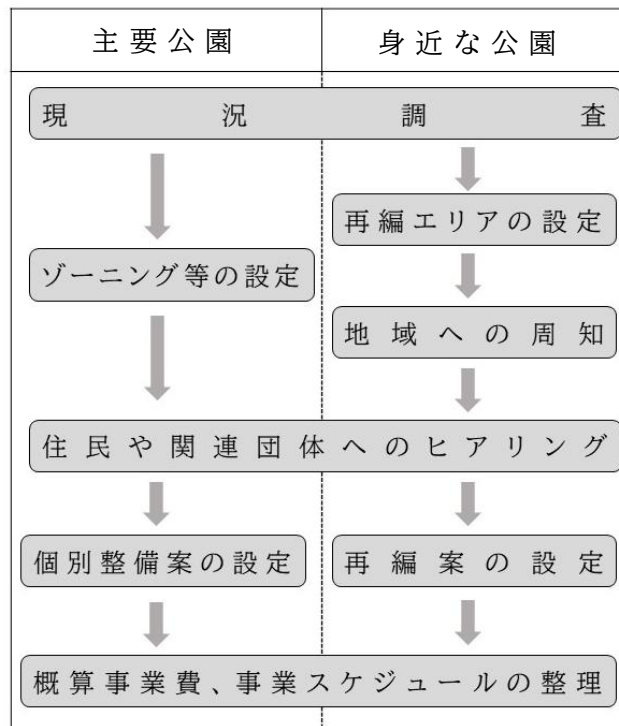 主要公園
身近な公園
現況調査
再編エリアの設定
ゾーニング等の設定
地域への周知
住民や関連団体へのヒアリング
個別整備案の設定
再編案の設定
概算事業費、事業スケジュールの整理